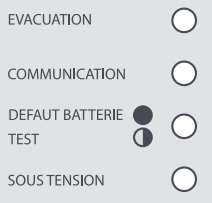 EVACUATION
COMMUNICATION
DEFAUT BATTERIE
TEST
SOUS TENSION